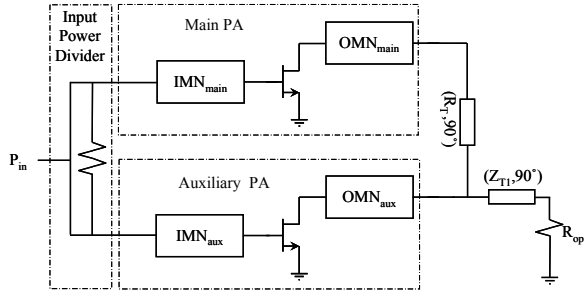 Input
Power
Divider
Main PA
OMNmain
IMNmain
(RT,90˚)
Pin
Auxiliary PA
OMNaux
(ZT1,90˚)
IMNaux
Rop